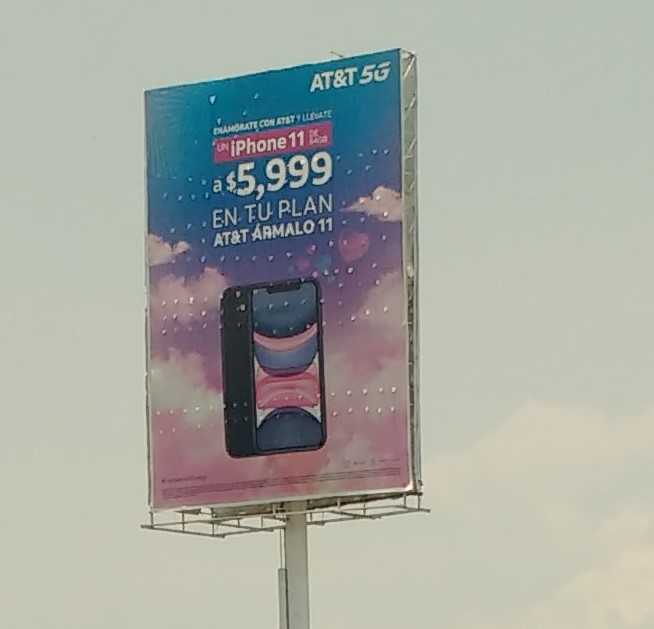 AT&T 5G
ENAMÓRATE CON AT&T Y LLÉVATE
UN iPhone 11 DE 64GB
a $5,999
EN TU PLAN
AT&T ÁRMALO 11